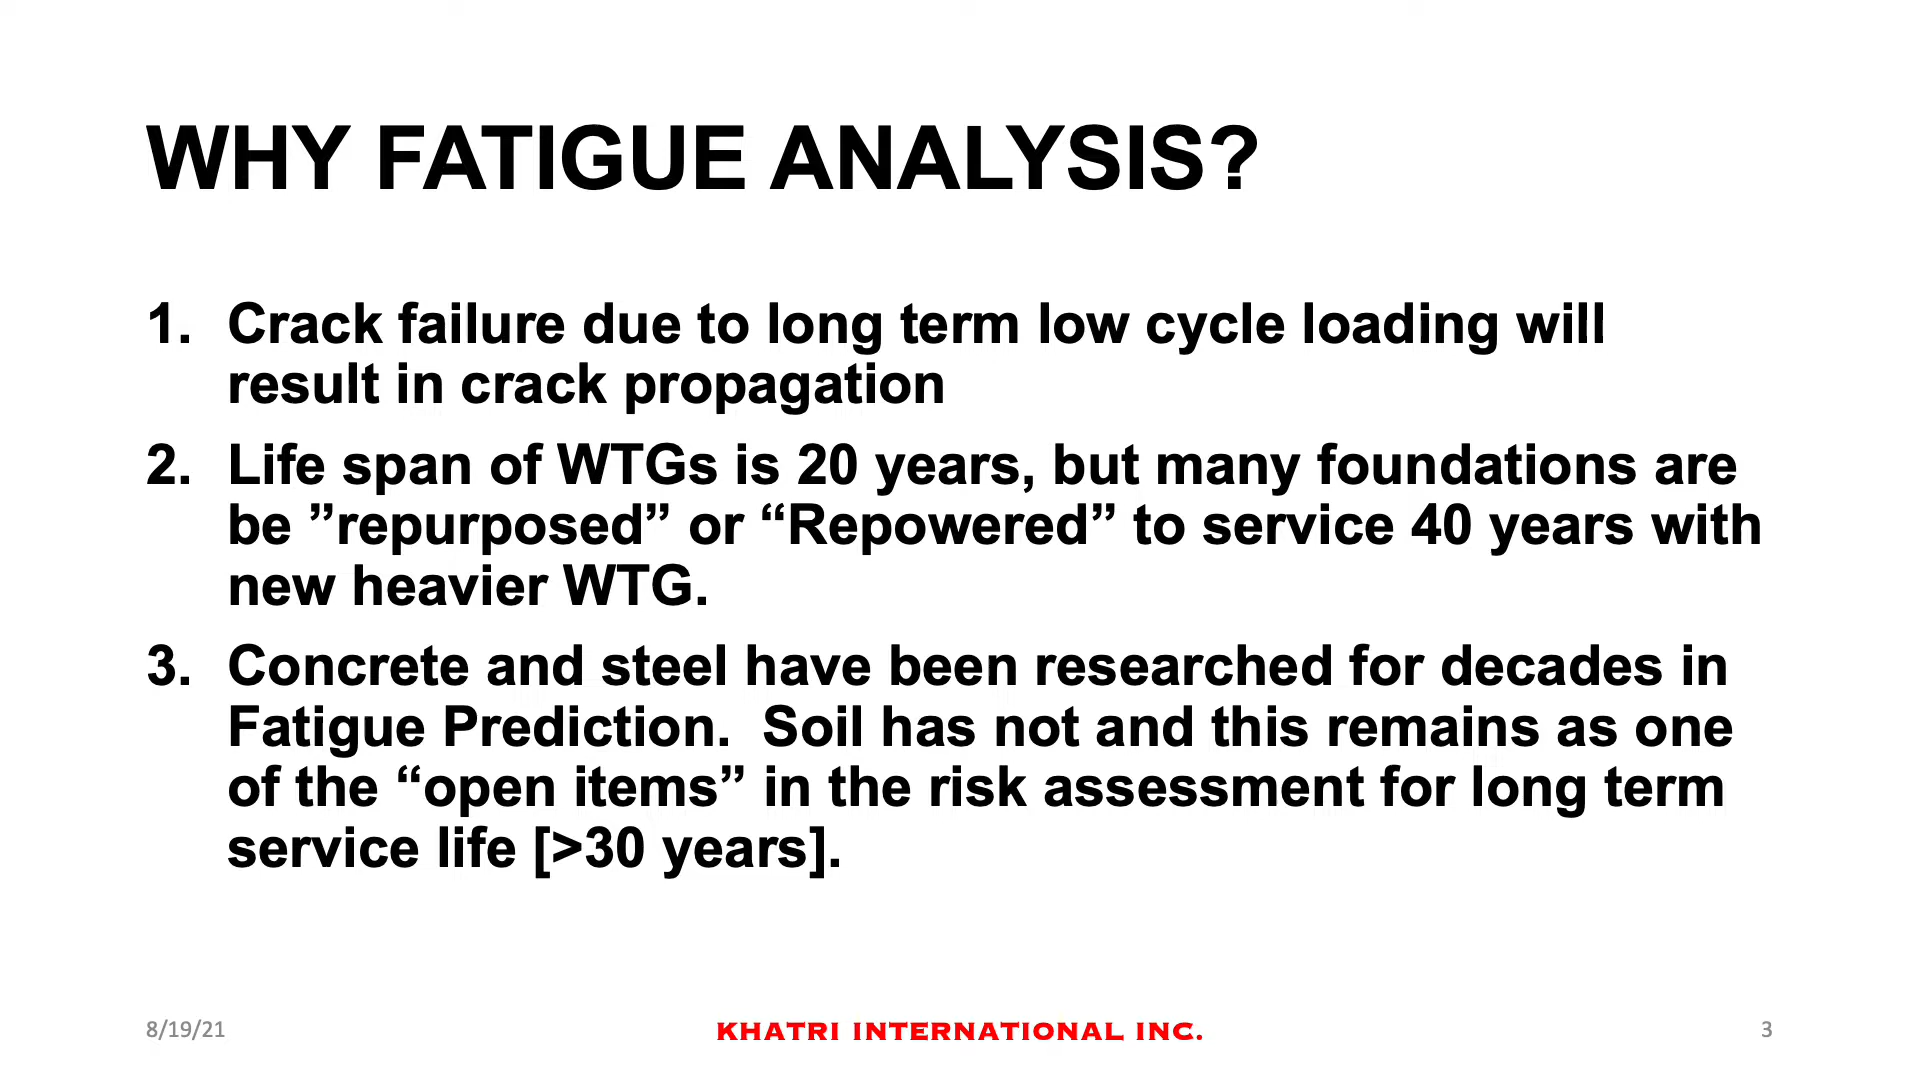 WHY FATIGUE ANALYSIS?
1. Crack failure due to long term low cycle loading will
result in crack propagation
2. Life span of WTGs is 20 years, but many foundations are
be ”repurposed” or “Repowered” to service 40 years with
new heavier WTG.
3. Concrete and steel have been researched for decades in
Fatigue Prediction.  Soil has not and this remains as one
of the “open items” in the risk assessment for long term
service life [>30 years].
8/19/21
KHATRI INTERNATIONAL INC.
3